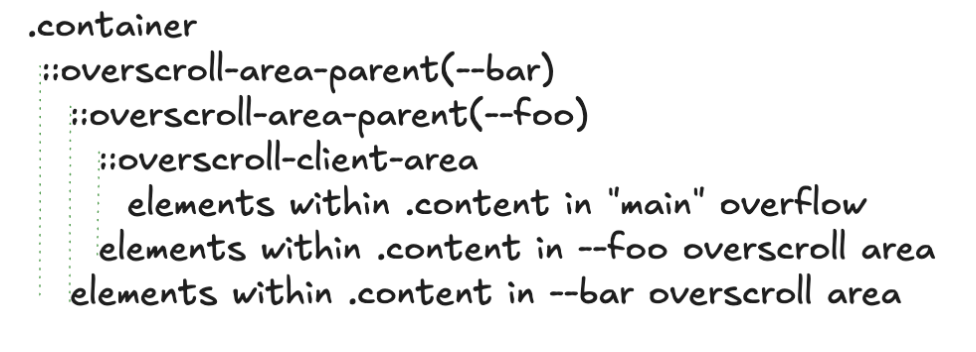 .container
::overscroll-area-parent(--bar)
::overscroll-area-parent(--foo)
::overscroll-client-area
elements within .content in "main" overflow
elements within .content in --foo overscroll area
elements within .content in --bar overscroll area